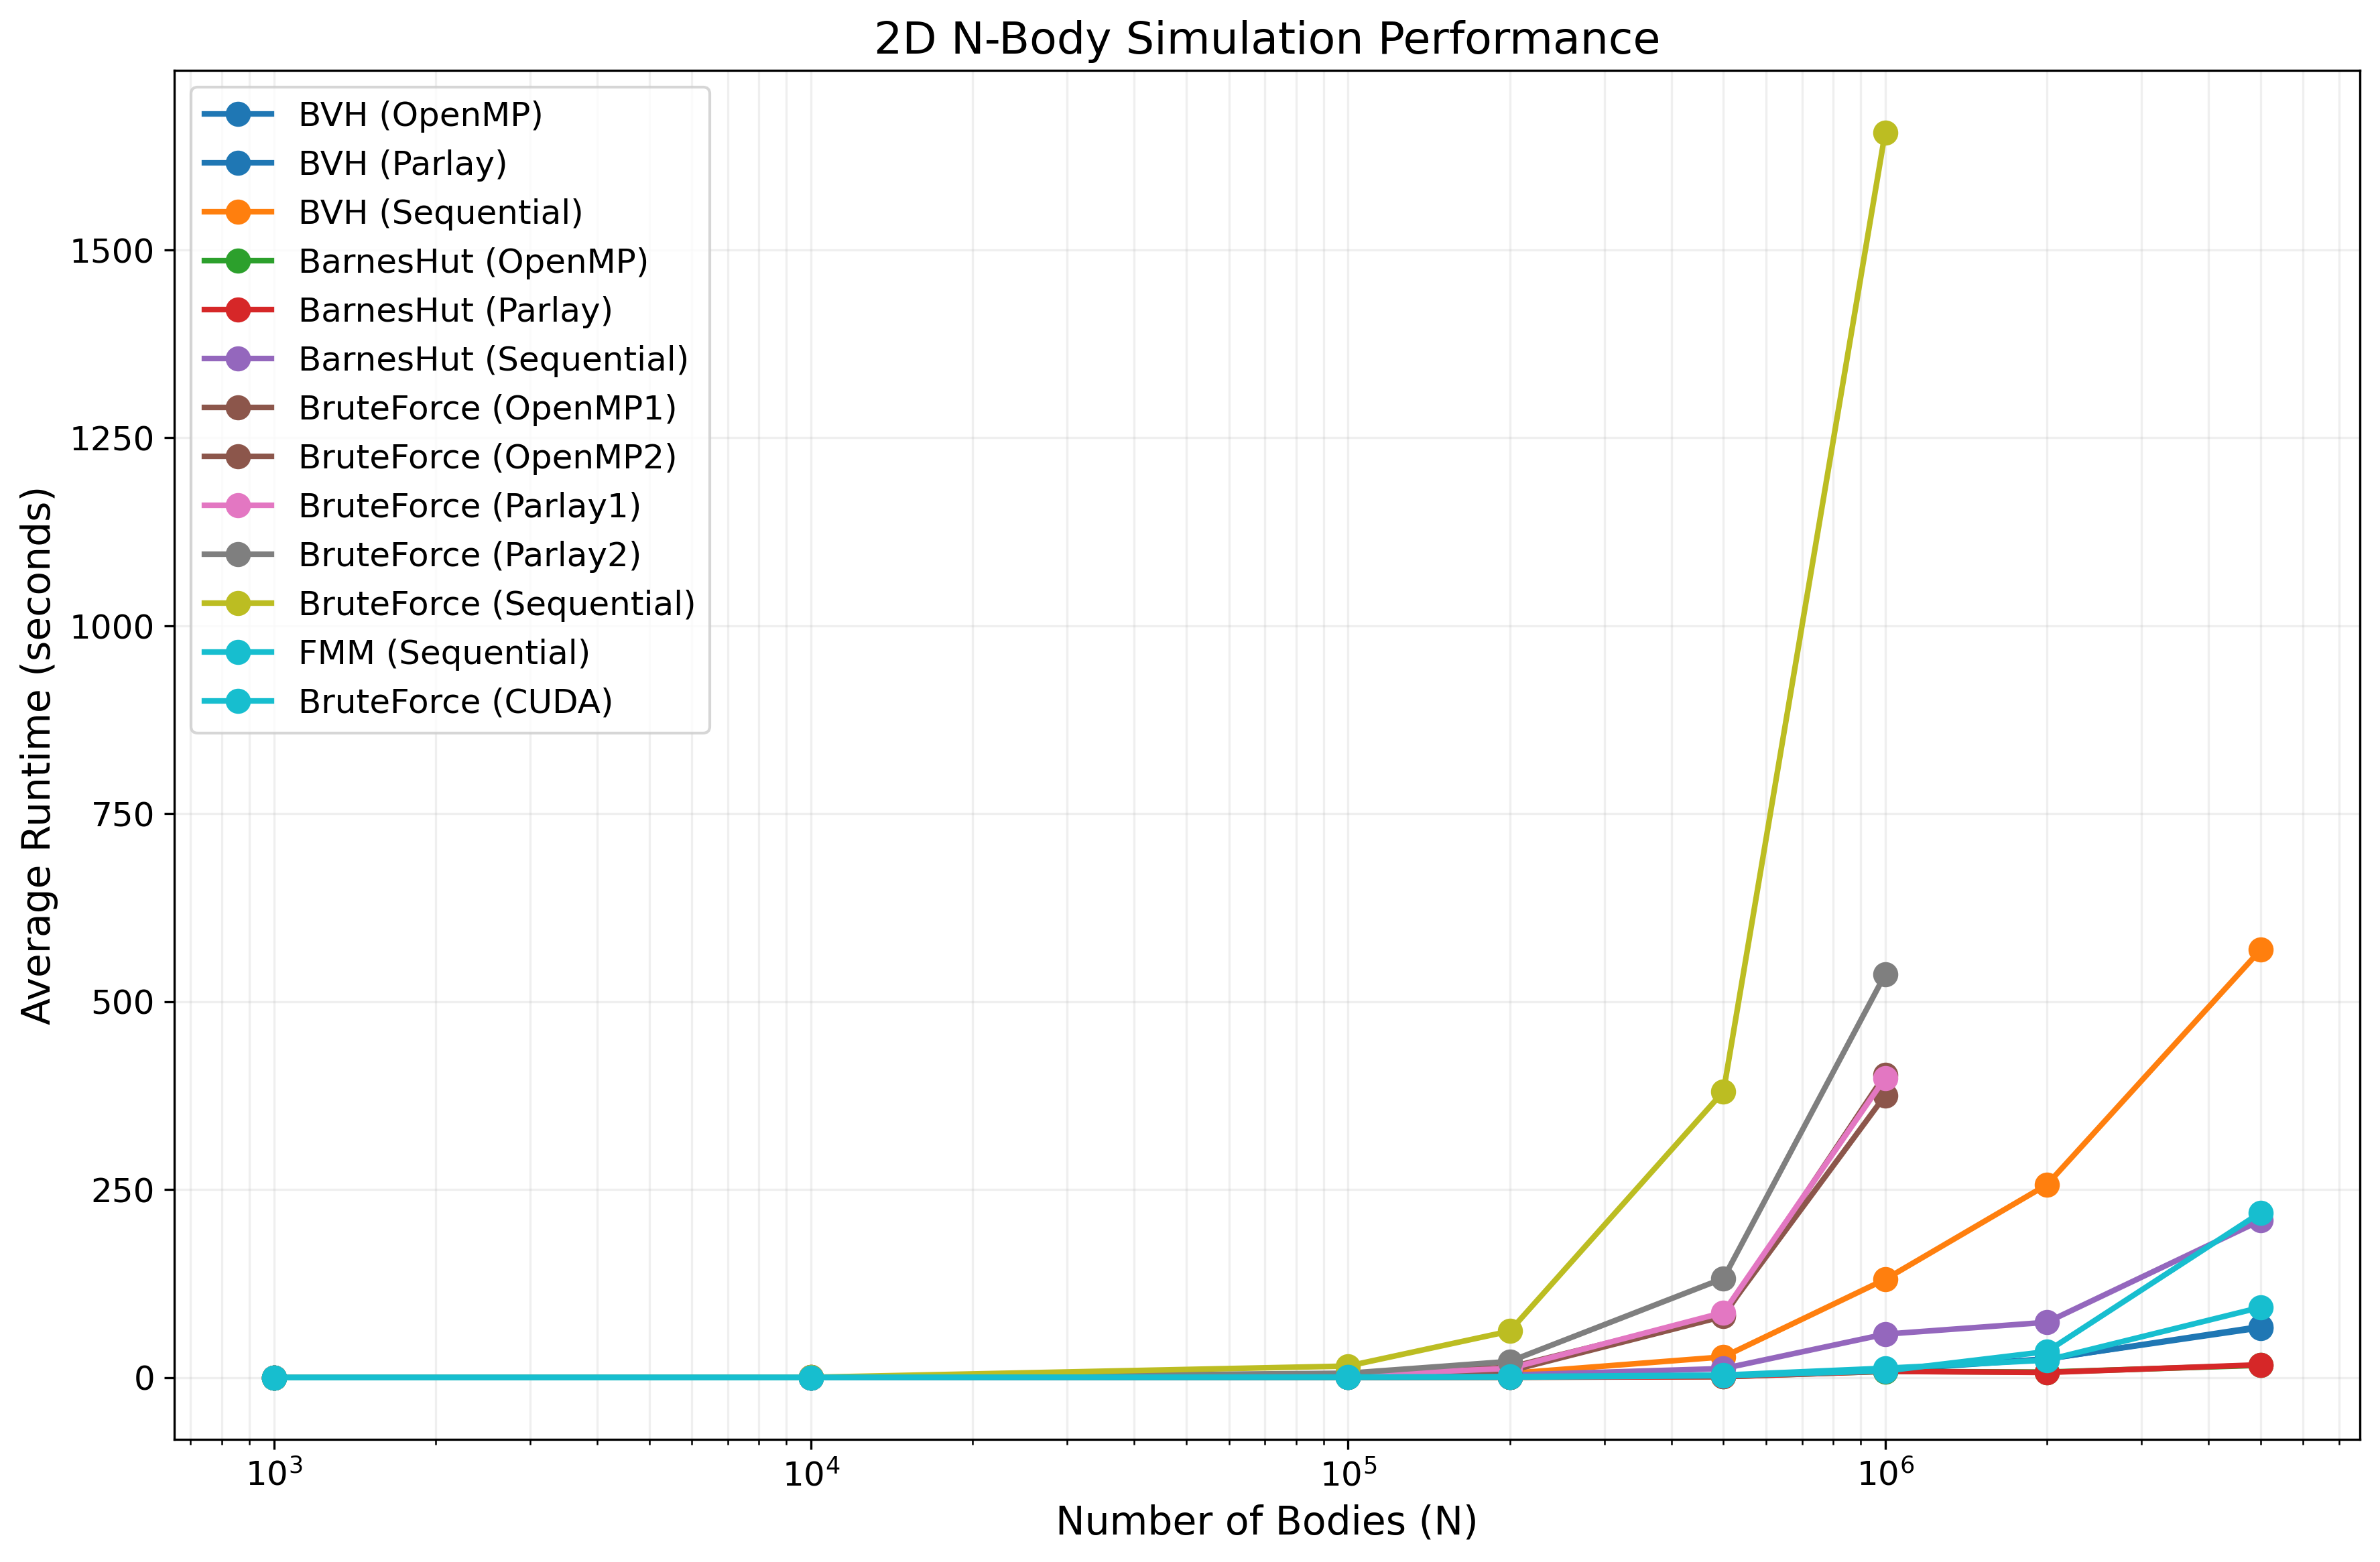 2D N-Body Simulation Performance
BVH (OpenMP)
BVH (Parlay)
BVH (Sequential)
BarnesHut (OpenMP)
BarnesHut (Parlay)
BarnesHut (Sequential)
BruteForce (OpenMP1)
BruteForce (OpenMP2)
BruteForce (Parlay1)
BruteForce (Parlay2)
BruteForce (Sequential)
FMM (Sequential)
BruteForce (CUDA)
Average Runtime (seconds)
1500
1250
1000
750
500
250
0
10³ 10⁴ 10⁵ 10⁶
Number of Bodies (N)